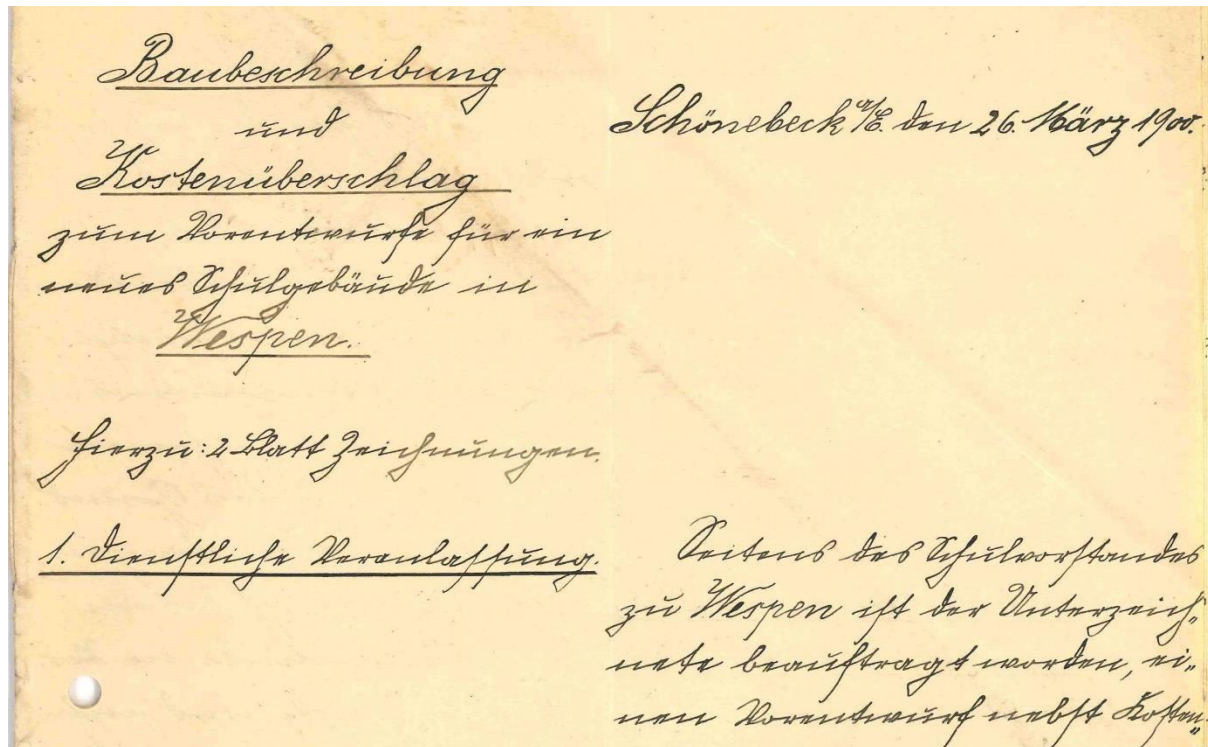 Baubeschreibung
und
Kostenüberschlag
zum Vorentwurfe für ein
neues Schulgebäude in
Wespen.
Hierzu: 2 Blatt Zeichnungen.
1. Dienstliche Veranlassung.
Schönebeck a/E. den 26. März 1900.
Seitens des Schulvorstandes
zu Wespen ist der Unterzeich„
nete beauftragt worden, ei„
nen Vorentwurf nebst Kosten„